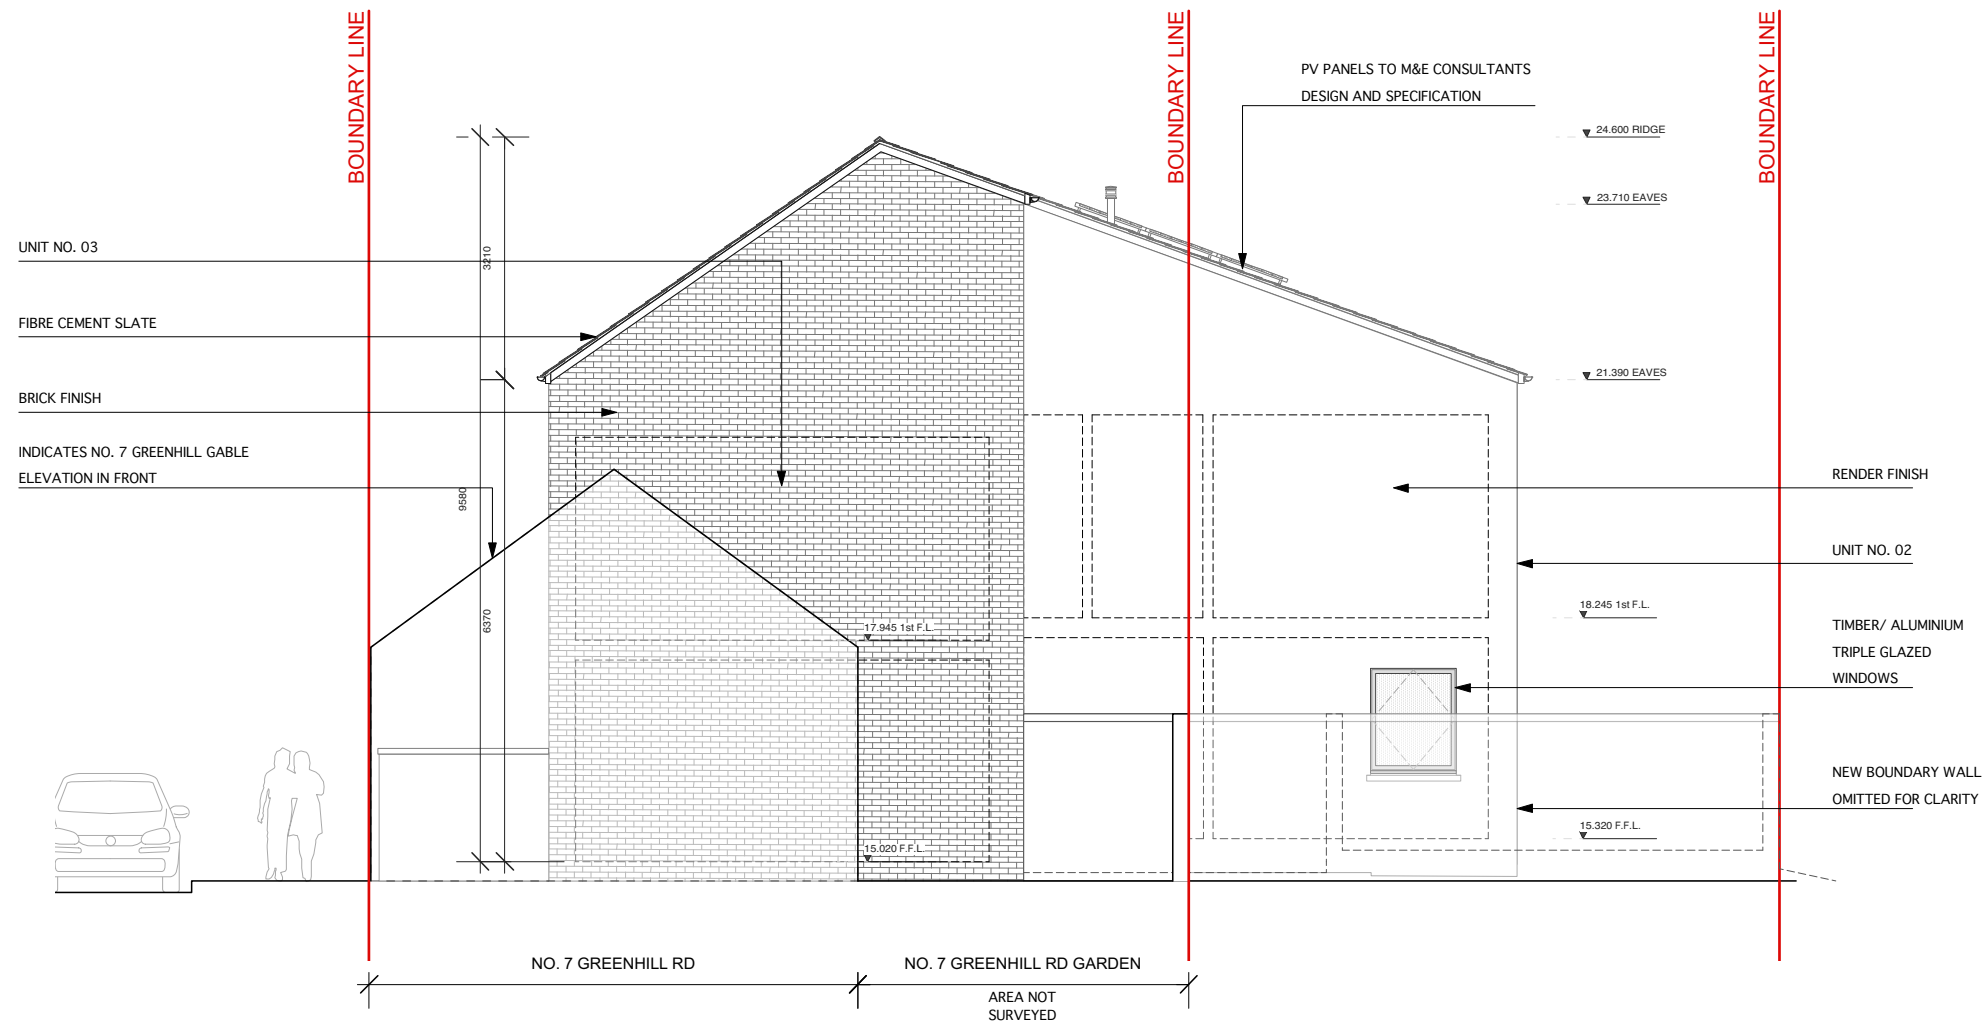 BOUNDARY LINE
BOUNDARY LINE
BOUNDARY LINE
PV PANELS TO M&E CONSULTANTS
DESIGN AND SPECIFICATION
24.600 RIDGE
23.710 EAVES
21.390 EAVES
UNIT NO. 03
FIBRE CEMENT SLATE
BRICK FINISH
INDICATES NO. 7 GREENHILL GABLE
ELEVATION IN FRONT
3210
9580
6370
RENDER FINISH
UNIT NO. 02
18.245 1st F.L.
17.945 1st F.L.
TIMBER/ ALUMINIUM
TRIPLE GLAZED
WINDOWS
NEW BOUNDARY WALL
OMITTED FOR CLARITY
15.320 F.F.L.
15.020 F.F.L.
NO. 7 GREENHILL RD
NO. 7 GREENHILL RD GARDEN
AREA NOT
SURVEYED